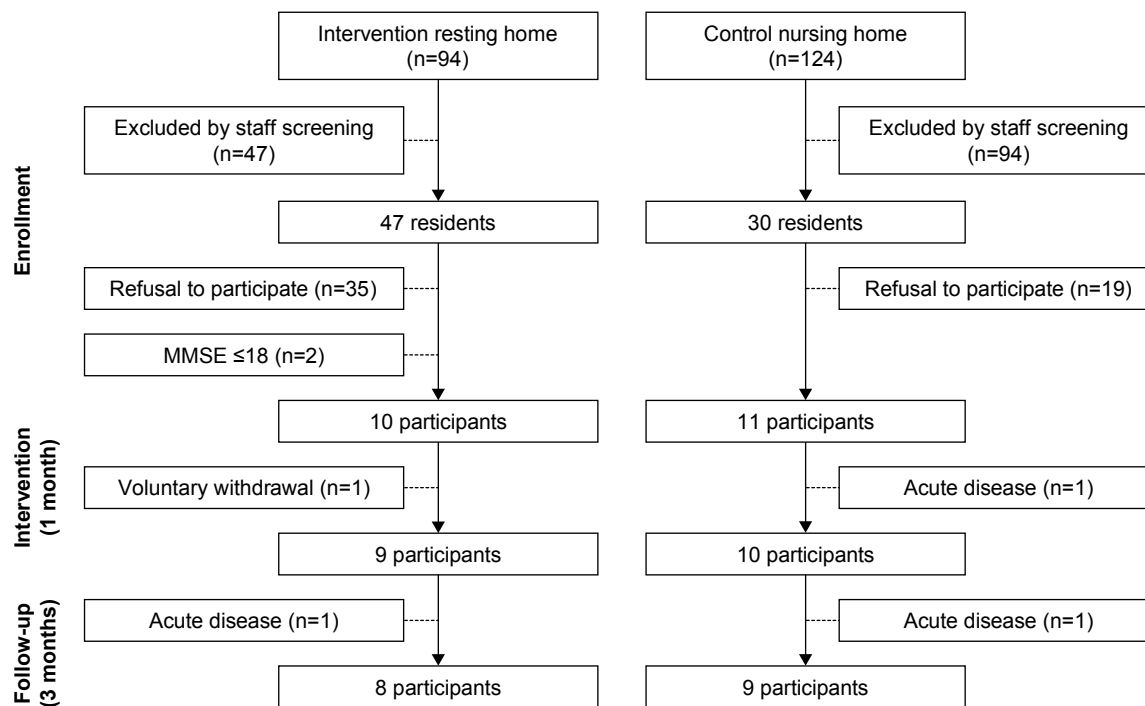 Intervention resting home
(n=94)
Control nursing home
(n=124)
Excluded by staff screening
(n=47)
Excluded by staff screening
(n=94)
Enrollment
47 residents
30 residents
Refusal to participate (n=35)
Refusal to participate (n=19)
MMSE ≤18 (n=2)
10 participants
11 participants
Intervention
(1 month)
Voluntary withdrawal (n=1)
Acute disease (n=1)
9 participants
10 participants
Follow-up
(3 months)
Acute disease (n=1)
Acute disease (n=1)
8 participants
9 participants